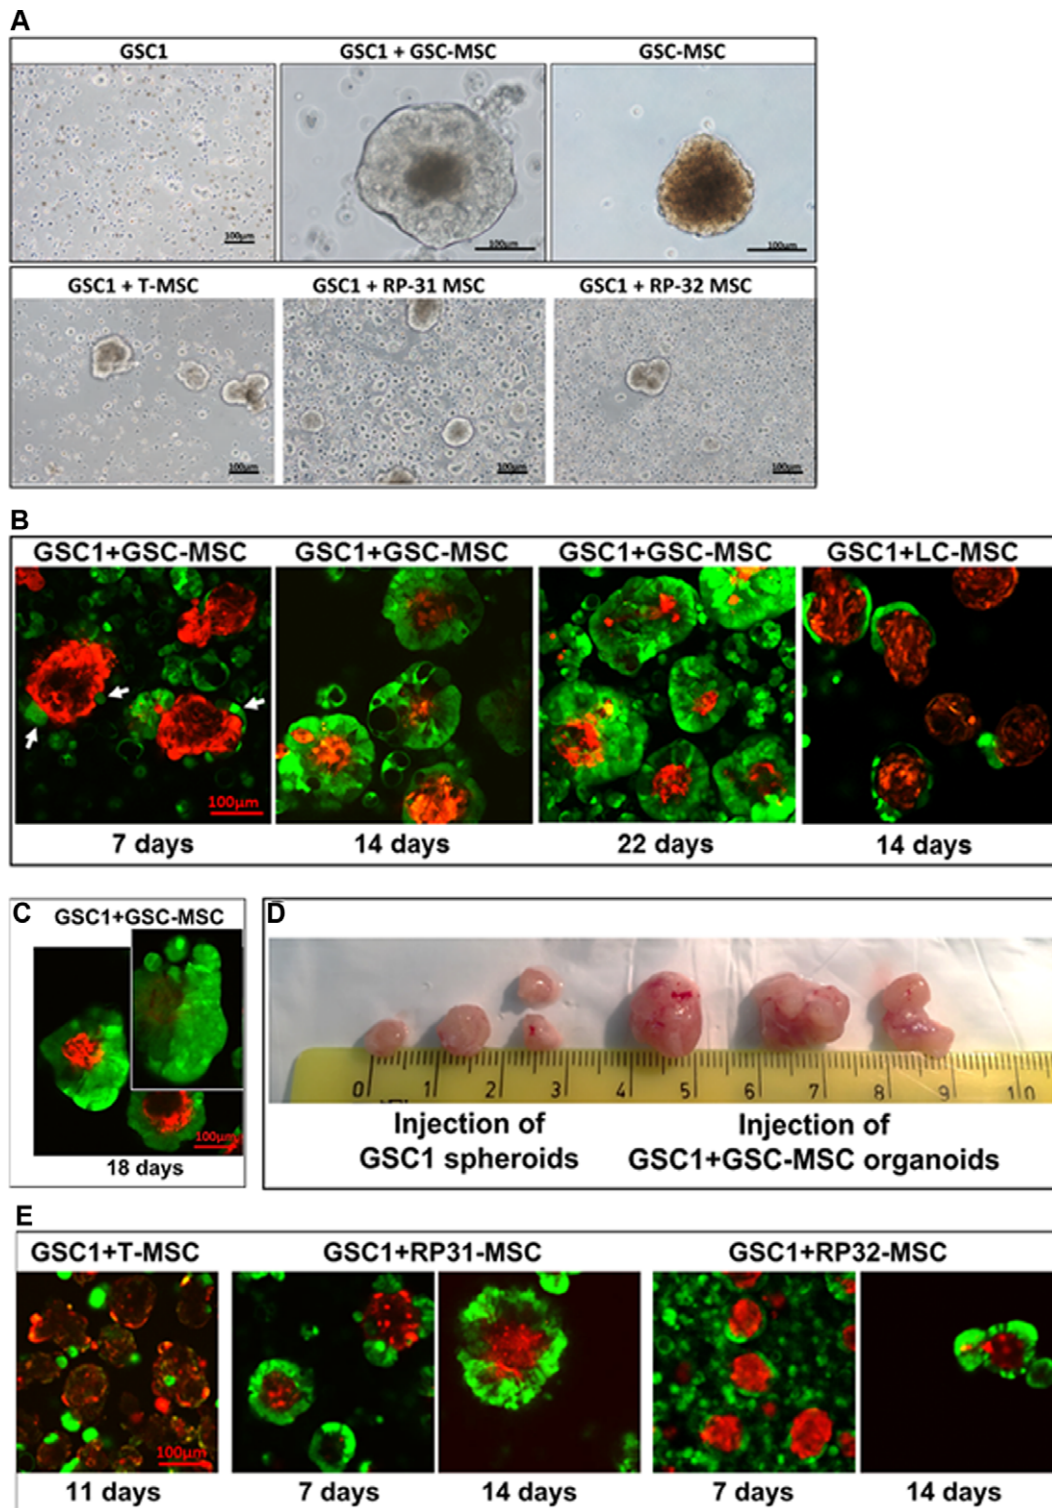 A
GSC1
GSC1 + GSC-MSC
GSC-MSC
100µm
100µm
100µm
GSC1 + T-MSC
GSC1 + RP-31 MSC
GSC1 + RP-32 MSC
100µm
100µm
100µm
B
GSC1+GSC-MSC
GSC1+GSC-MSC
GSC1+GSC-MSC
GSC1+LC-MSC
100µm
7 days
14 days
22 days
14 days
C
GSC1+GSC-MSC
100µm
18 days
D
0 1 2 3 4 5 6 7 8 9 10
Injection of
GSC1 spheroids
Injection of
GSC1+GSC-MSC organoids
E
GSC1+T-MSC
GSC1+RP31-MSC
GSC1+RP32-MSC
100µm
11 days
7 days
14 days
7 days
14 days